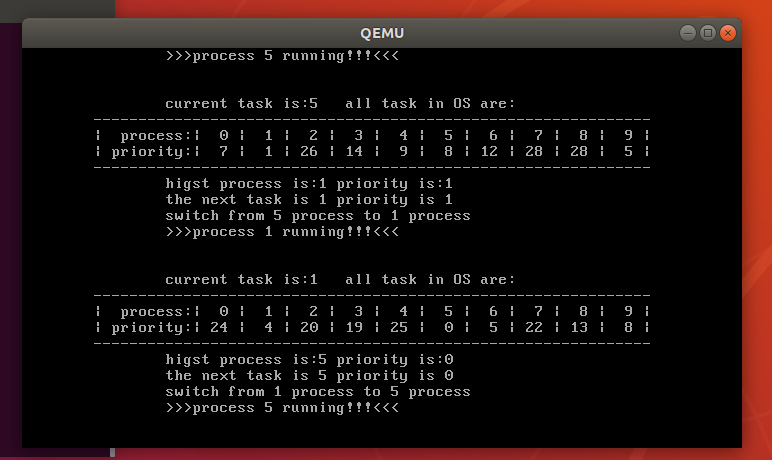 QEMU
>>>process 5 running!!!<<<
current task is:5   all task in OS are:
--------------------------------------------------------------
¦  process:¦  0 ¦  1 ¦  2 ¦  3 ¦  4 ¦  5 ¦  6 ¦  7 ¦  8 ¦  9 ¦
¦ priority:¦  7 ¦  1 ¦ 26 ¦ 14 ¦  9 ¦  8 ¦ 12 ¦ 28 ¦ 28 ¦  5 ¦
--------------------------------------------------------------
higst process is:1 priority is:1
the next task is 1 priority is 1
switch from 5 process to 1 process
>>>process 1 running!!!<<<
current task is:1   all task in OS are:
--------------------------------------------------------------
¦  process:¦  0 ¦  1 ¦  2 ¦  3 ¦  4 ¦  5 ¦  6 ¦  7 ¦  8 ¦  9 ¦
¦ priority:¦ 24 ¦  4 ¦ 20 ¦ 19 ¦ 25 ¦  0 ¦  5 ¦ 22 ¦ 13 ¦  8 ¦
--------------------------------------------------------------
higst process is:5 priority is:0
the next task is 5 priority is 0
switch from 1 process to 5 process
>>>process 5 running!!!<<<